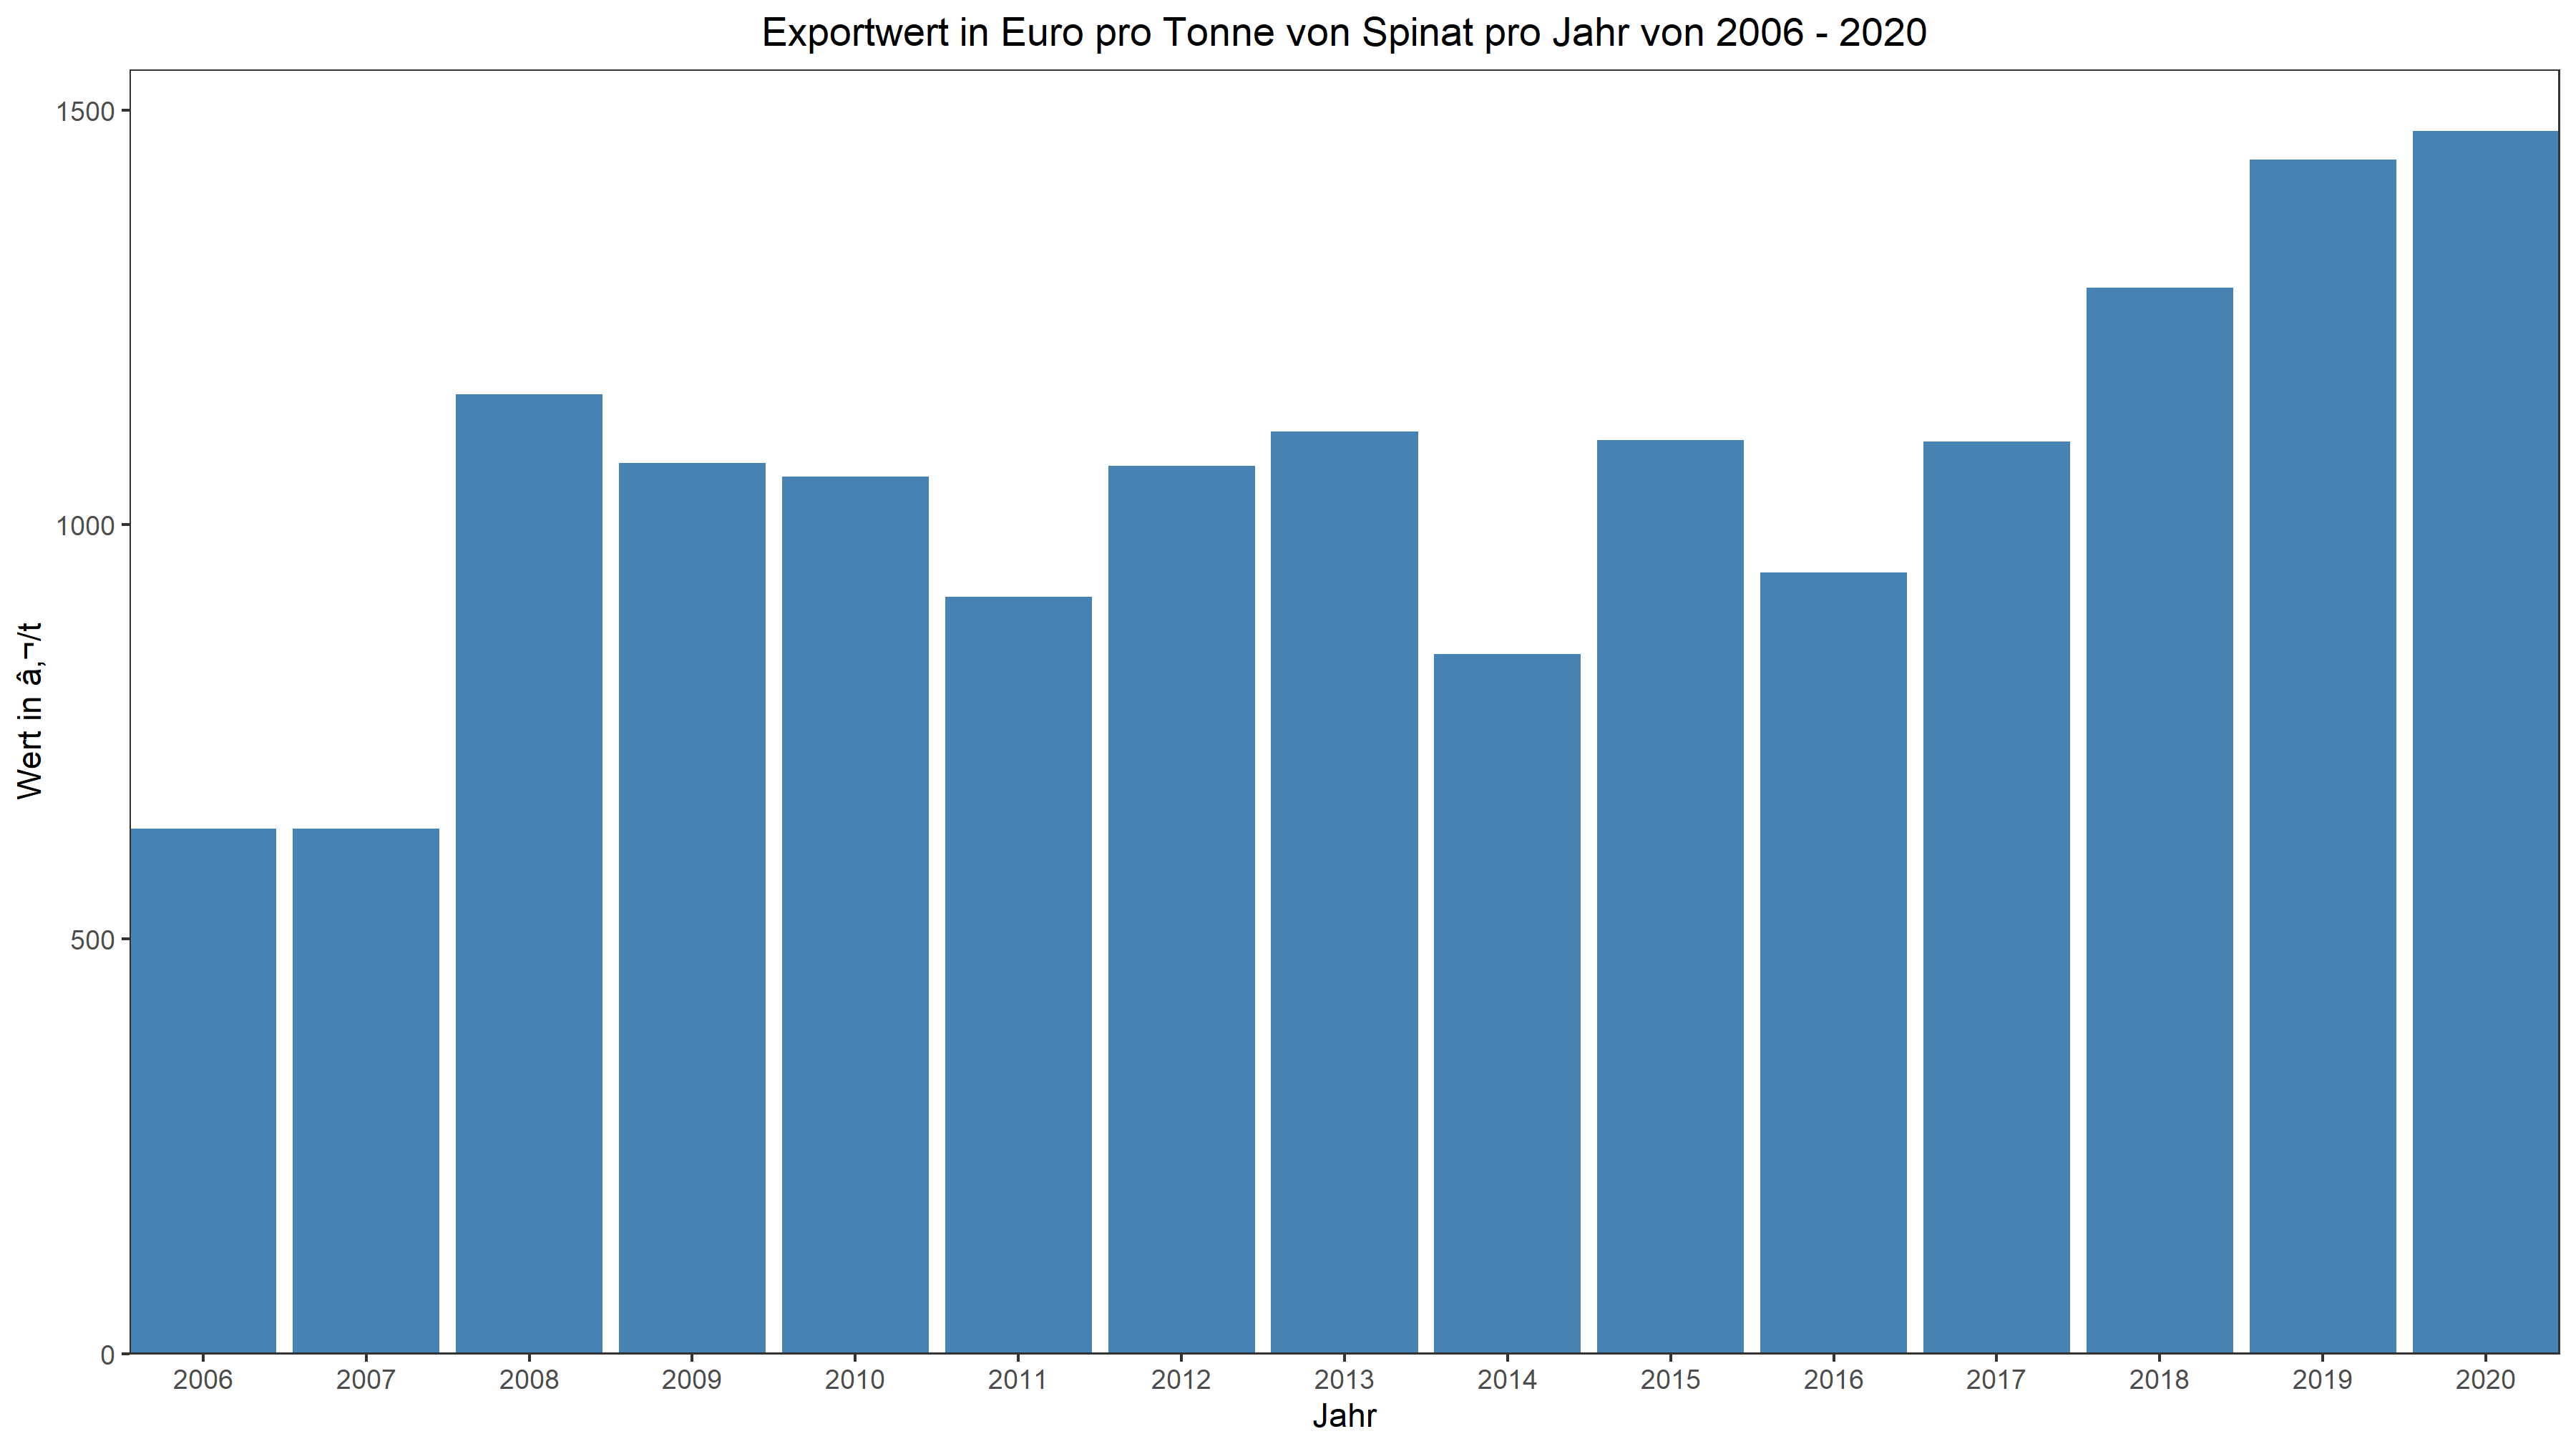 Exportwert in Euro pro Tonne von Spinat pro Jahr von 2006 - 2020
Wert in â‚¬/t
1500
1000
500
0
2006 2007 2008 2009 2010 2011 2012 2013 2014 2015 2016 2017 2018 2019 2020
Jahr